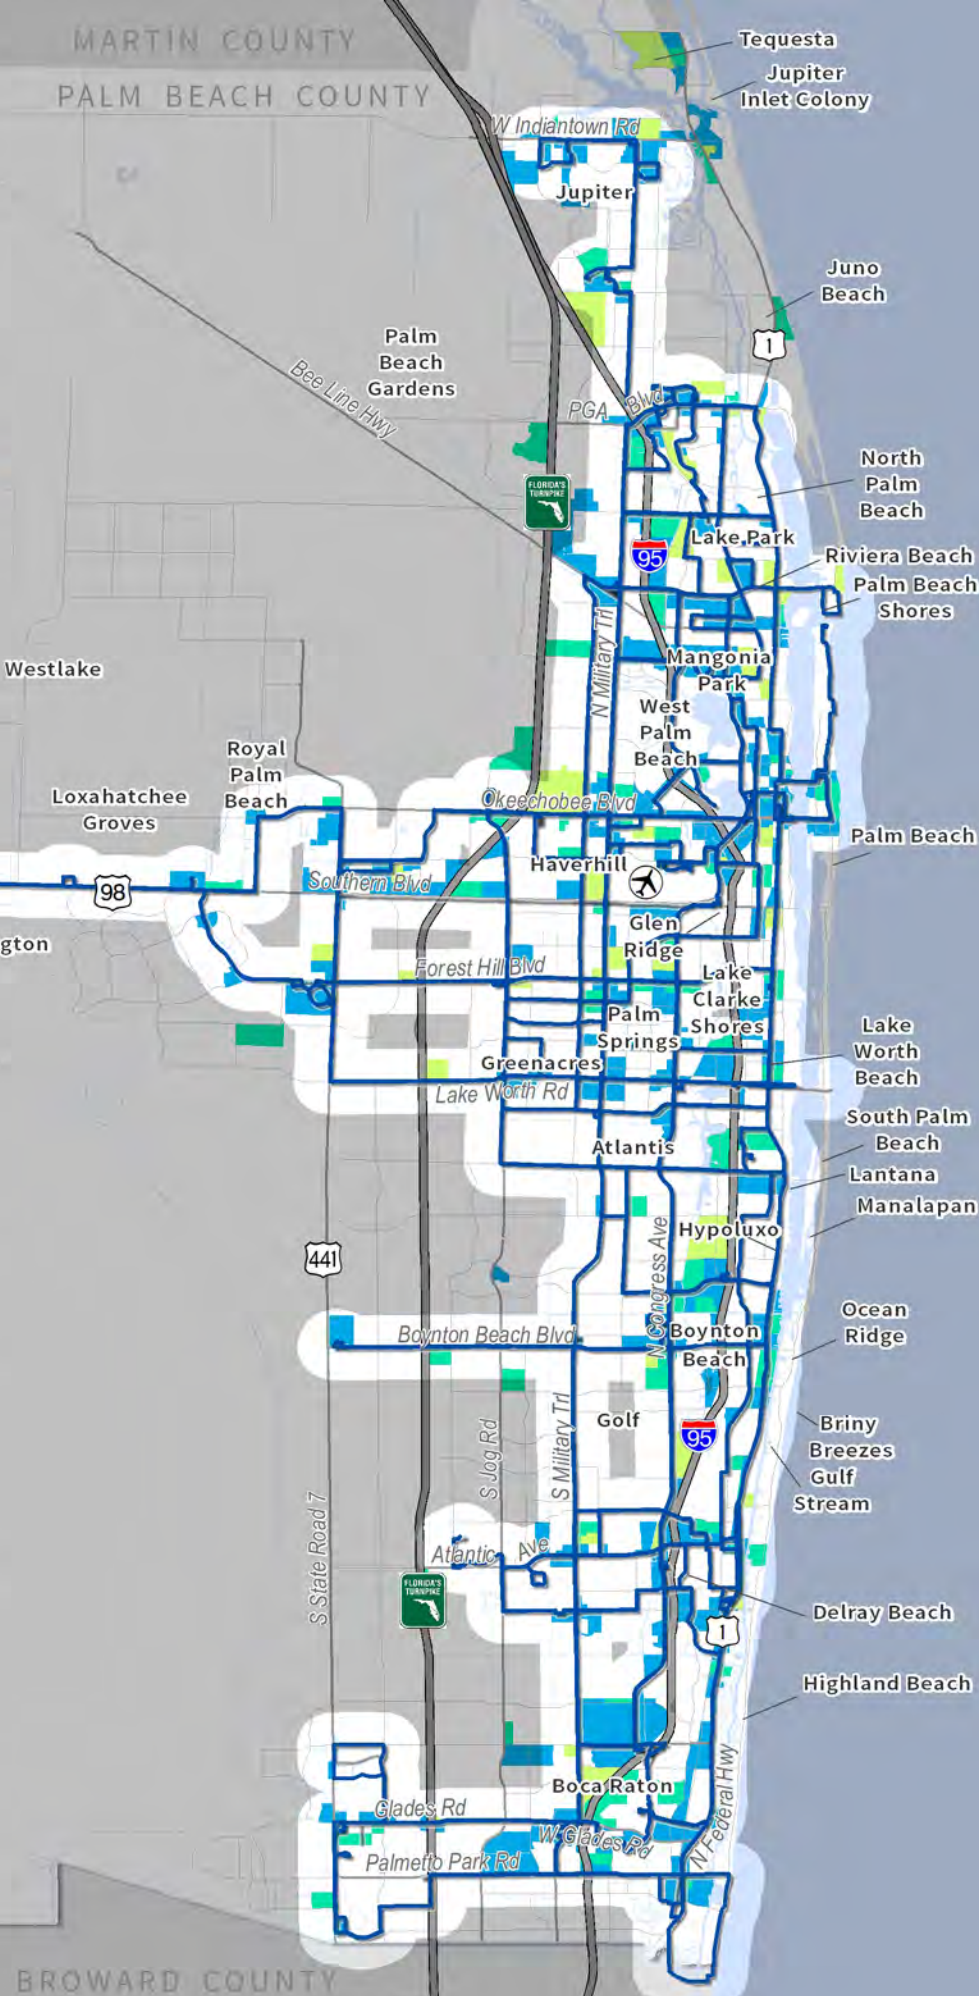 MARTIN COUNTY
PALM BEACH COUNTY
Tequesta
Jupiter
Inlet Colony
W Indiantown Rd
Jupiter
Juno
Beach
1
Palm
Beach
Gardens
Bee Line Hwy
PGA Blvd
North
Palm
Beach
FLORIDA'S
TURNPIKE
95
Lake Park
Riviera Beach
Palm Beach
Shores
N Military Trl
Mangonia
Park
Westlake
West
Palm
Beach
Royal
Palm
Beach
Loxahatchee
Groves
Okeechobee Blvd
Palm Beach
Haverhill
98
Southern Blvd
gton
Glen
Ridge
Forest Hill Blvd
Lake
Clarke
Shores
Palm
Springs
Lake
Worth
Beach
Greenacres
Lake Worth Rd
South Palm
Beach
Atlantis
Lantana
Manalapan
Hypoluxo
N Congress Ave
441
Ocean
Ridge
Boynton Beach Blvd
Boynton
Beach
Golf
Briny
Breezes
95
S Military Trl
S Jog Rd
Gulf
Stream
S State Road 7
Atlantic Ave
FLORIDA'S
TURNPIKE
Delray Beach
1
Highland Beach
Boca Raton
Glades Rd
W Glades Rd
N Federal Hwy
Palmetto Park Rd
BROWARD COUNTY